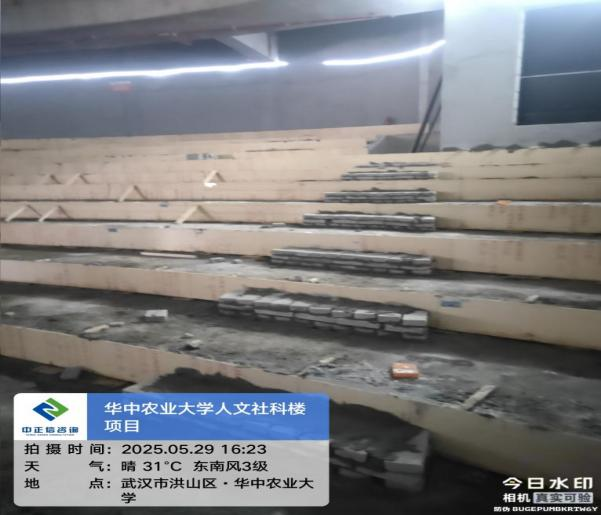 中正信咨询
华中农业大学人文社科楼
项目
拍摄时间：2025.05.29 16:23
天气：晴 31°C 东南风3级
地点：武汉市洪山区·华中农业大
学
今日水印
相机 真实可验
防伪 BUGEPUMBKRTW6Y